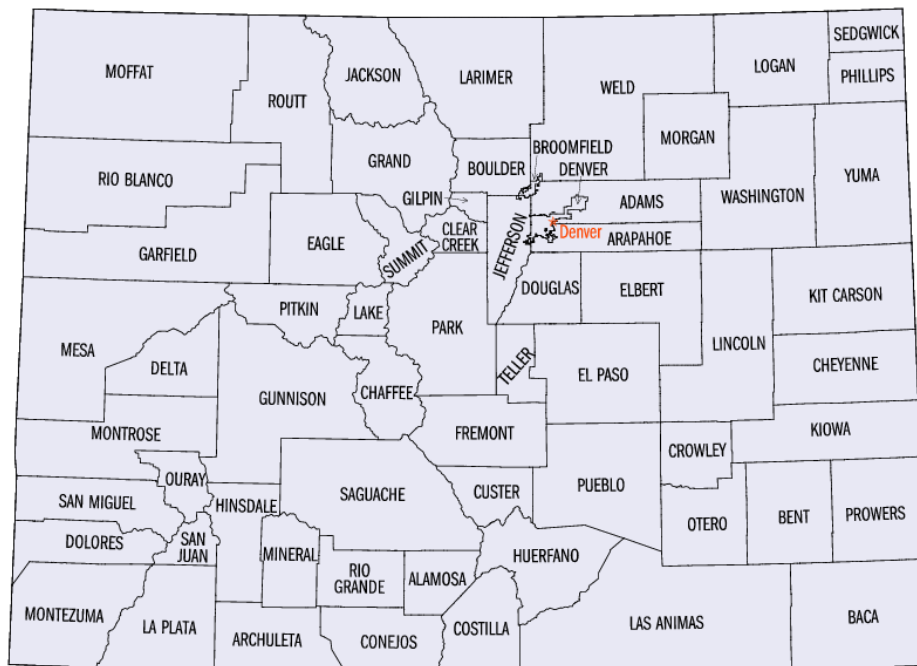 SEDGWICK
LOGAN
MOFFAT
JACKSON
LARIMER
PHILLIPS
WELD
ROUTT
MORGAN
BROOMFIELD
GRAND
BOULDER
DENVER
YUMA
RIO BLANCO
GILPIN
ADAMS
WASHINGTON
EAGLE
SUMMIT
CLEAR
CREEK
JEFFERSON
Denver
ARAPAHOE
GARFIELD
DOUGLAS
ELBERT
KIT CARSON
PITKIN
LAKE
PARK
LINCOLN
MESA
DELTA
TELLER
EL PASO
CHEYENNE
GUNNISON
CHAFFEE
MONTROSE
FREMONT
KIOWA
CROWLEY
OURAY
SAN MIGUEL
HINSDALE
SAGUACHE
CUSTER
PUEBLO
OTERO
BENT
PROWERS
DOLORES
SAN
JUAN
MINERAL
HUERFANO
RIO
GRANDE
ALAMOSA
MONTEZUMA
LA PLATA
ARCHULETA
CONEJOS
COSTILLA
LAS ANIMAS
BACA